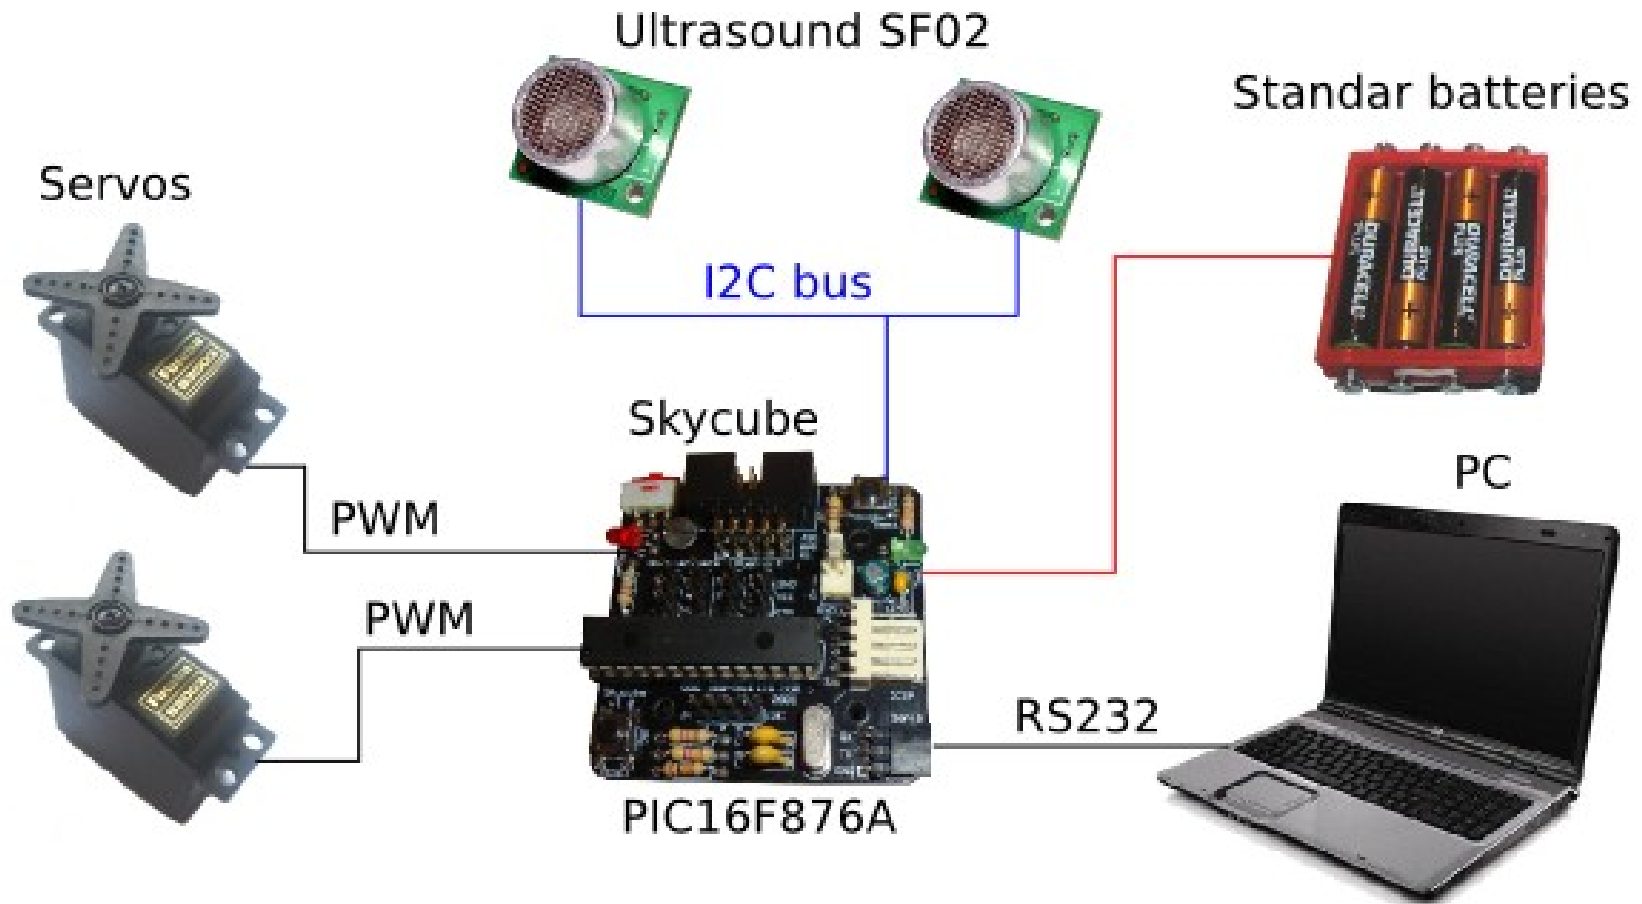 Ultrasound SF02
Standar batteries
Servos
I2C bus
Skycube
PC
PWM
PWM
RS232
PIC16F876A